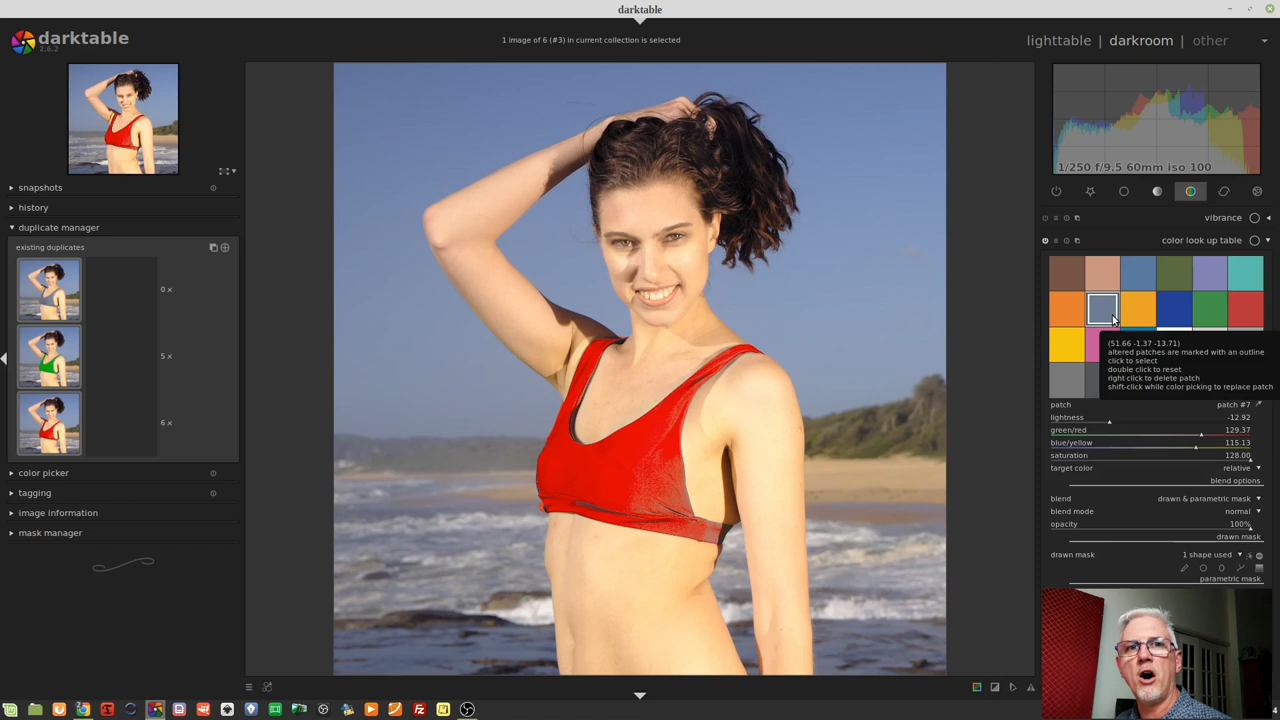 darktable
darktable
2.6.2
1 image of 6 (#3) in current collection is selected
lighttable | darkroom | other
1/250 f/9.5 60mm iso 100
snapshots
history
duplicate manager
existing duplicates
0 ×
5 ×
6 ×
color picker
tagging
image information
mask manager
vibrance
color look up table
(51.66 -1.37 -13.71)
altered patches are marked with an outline
click to select
double click to reset
right click to delete patch
shift-click while color picking to replace patch
patch patch #7
lightness -12.92
green/red 129.37
blue/yellow 115.13
saturation 128.00
target color relative
blend options
blend drawn & parametric mask
blend mode normal
opacity 100%
drawn mask
drawn mask 1 shape used
parametric mask